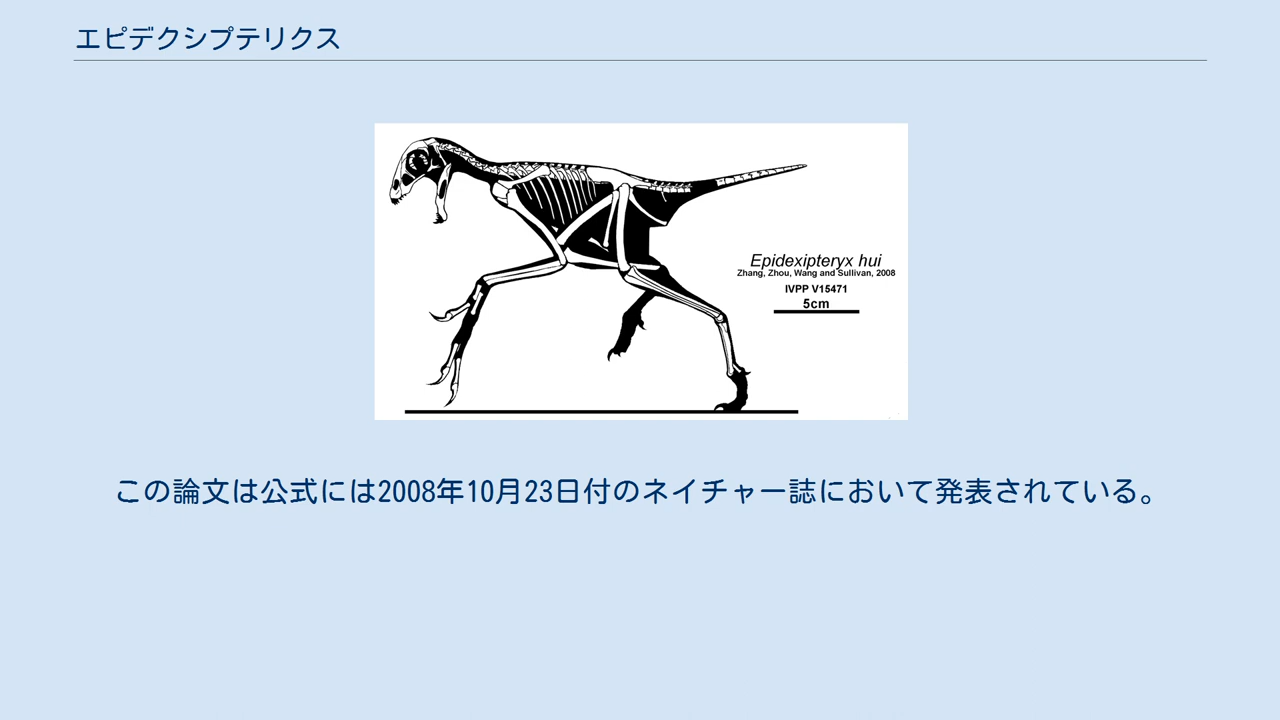 エピデクシプテリクス
Epidexipteryx hui
Zhang, Zhou, Wang and Sullivan, 2008
IVPP V15471
5cm
この論文は公式には2008年10月23日付のネイチャー誌において発表されている。